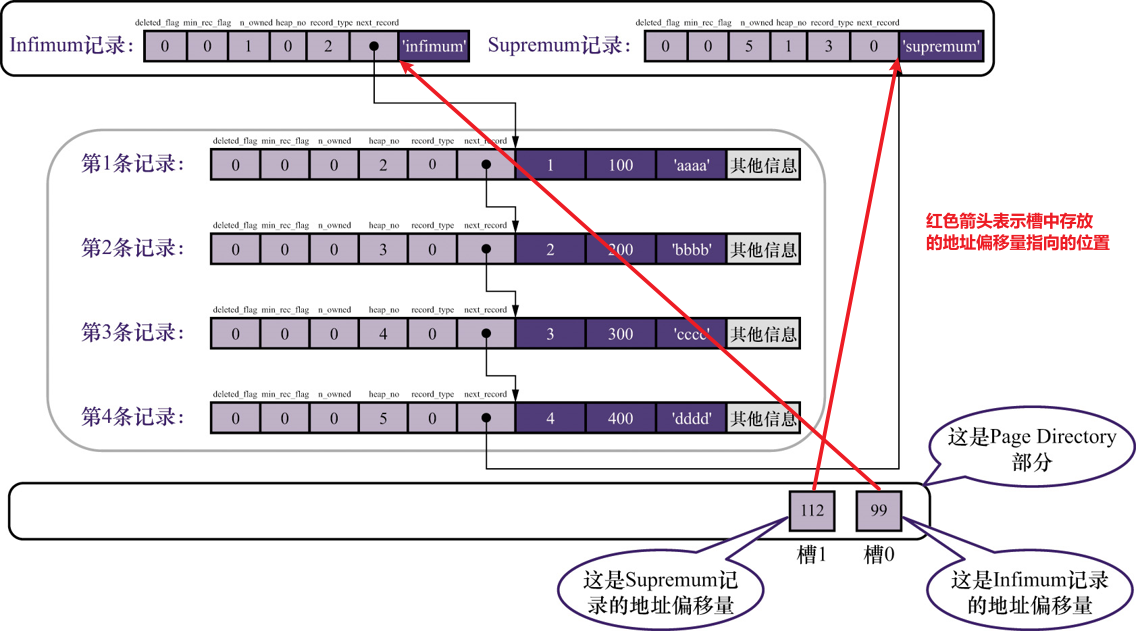 deleted_flag min_rec_flag n_owned heap_no record_type next_record
Infimum记录: 0 0 1 0 2 'infimum'
deleted_flag min_rec_flag n_owned heap_no record_type next_record
Supremum记录: 0 0 5 1 3 0 'supremum'
deleted_flag min_rec_flag n_owned heap_no record_type next_record
第1条记录: 0 0 0 2 0 1 100 'aaaa' 其他信息
deleted_flag min_rec_flag n_owned heap_no record_type next_record
第2条记录: 0 0 0 3 0 2 200 'bbbb' 其他信息
deleted_flag min_rec_flag n_owned heap_no record_type next_record
第3条记录: 0 0 0 4 0 3 300 'cccc' 其他信息
deleted_flag min_rec_flag n_owned heap_no record_type next_record
第4条记录: 0 0 0 5 0 4 400 'dddd' 其他信息
红色箭头表示槽中存放
的地址偏移量指向的位置
这是Page Directory
部分
112 99
槽1 槽0
这是Supremum记
录的地址偏移量
这是Infimum记录
的地址偏移量